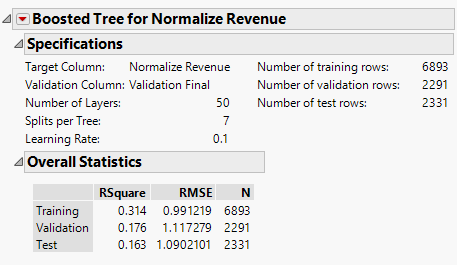 Boosted Tree for Normalize Revenue
Specifications
Target Column: Normalize Revenue Number of training rows: 6893
Validation Column: Validation Final Number of validation rows: 2291
Number of Layers: 50 Number of test rows: 2331
Splits per Tree: 7
Learning Rate: 0.1
Overall Statistics
RSquare RMSE N
Training 0.314 0.991219 6893
Validation 0.176 1.117279 2291
Test 0.163 1.0902101 2331